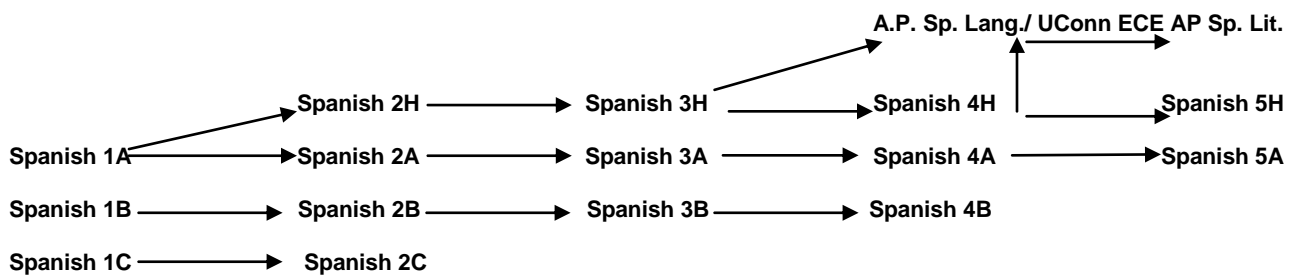 A.P. Sp. Lang./ UConn ECE AP Sp. Lit.
Spanish 2H Spanish 3H Spanish 4H Spanish 5H
Spanish 1A Spanish 2A Spanish 3A Spanish 4A Spanish 5A
Spanish 1B Spanish 2B Spanish 3B Spanish 4B
Spanish 1C Spanish 2C